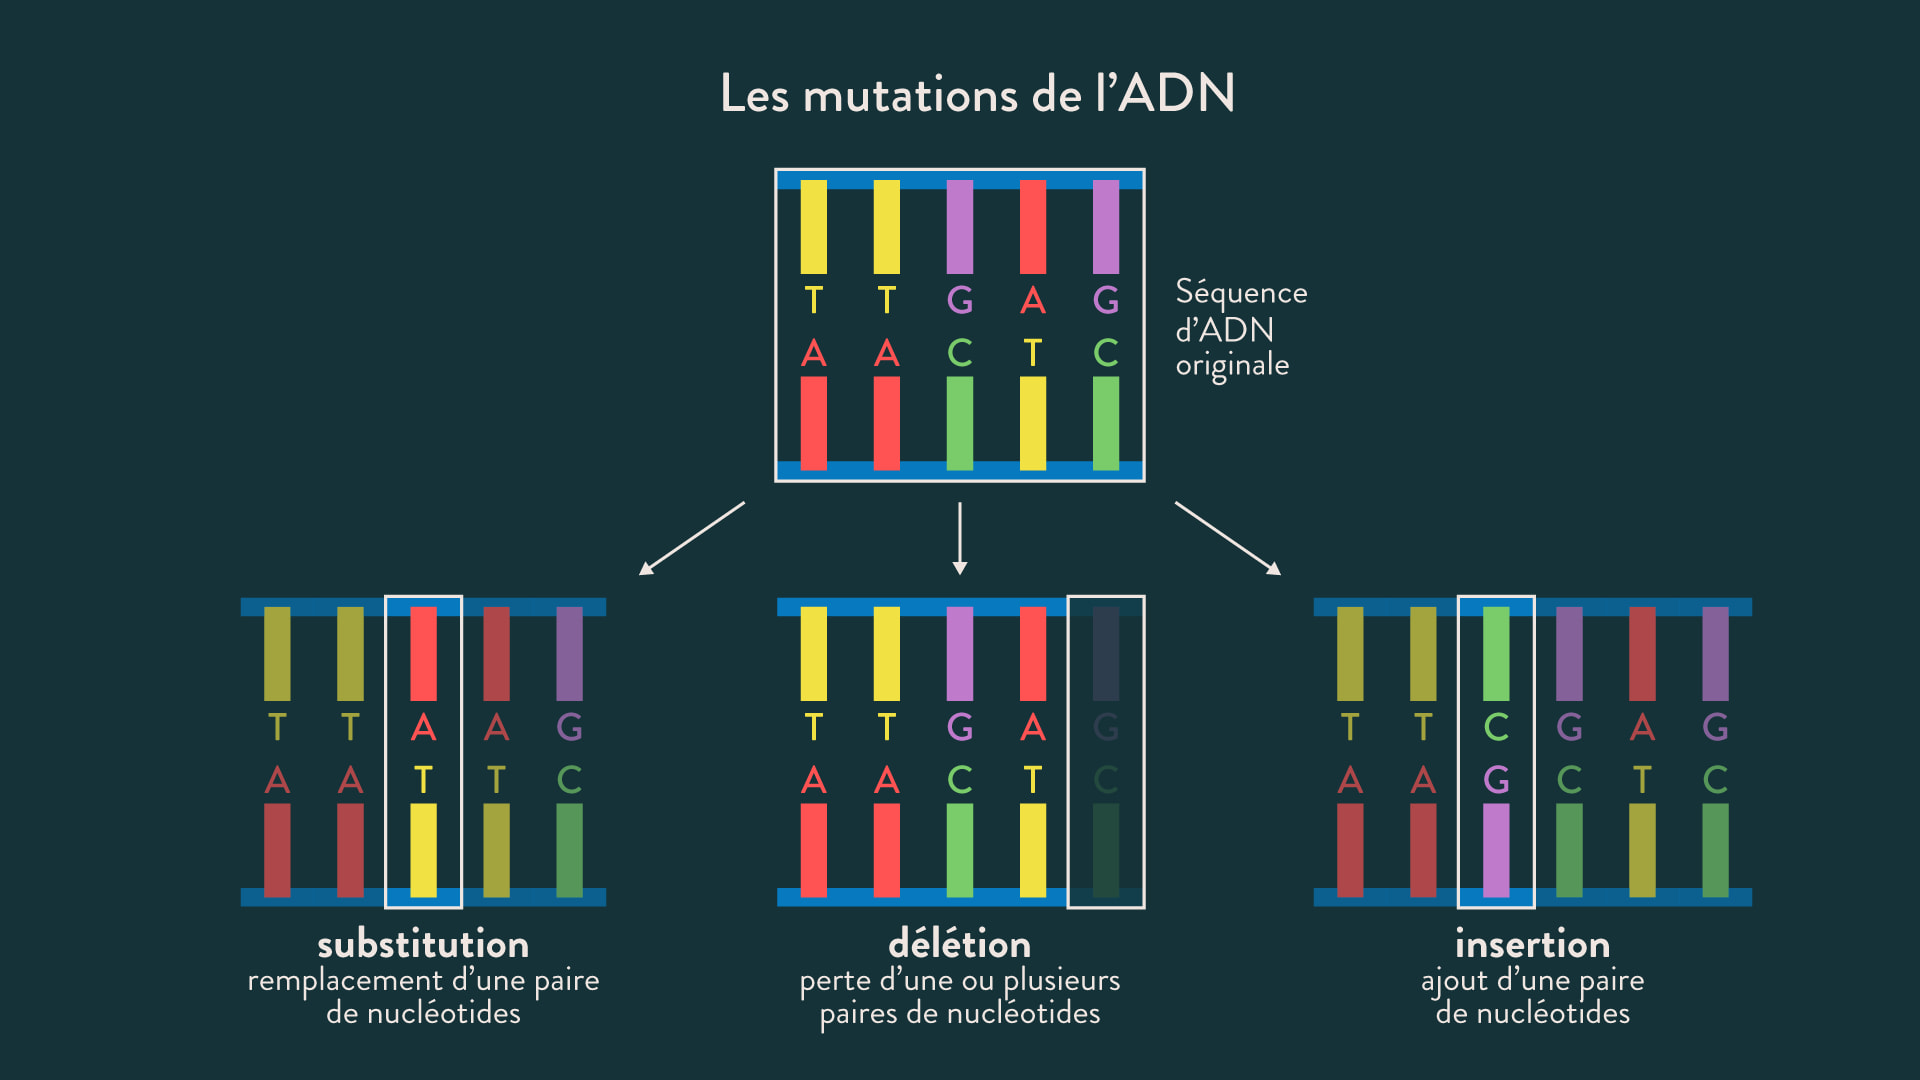 Les mutations de l’ADN
T T G A G
A A C T C
Séquence
d’ADN
originale
T T A A G
A A T T C
substitution
remplacement d’une paire
de nucléotides
T T G A G
A A C T C
délétion
perte d’une ou plusieurs
paires de nucléotides
T T C G A G
A A G C T C
insertion
ajout d’une paire
de nucléotides